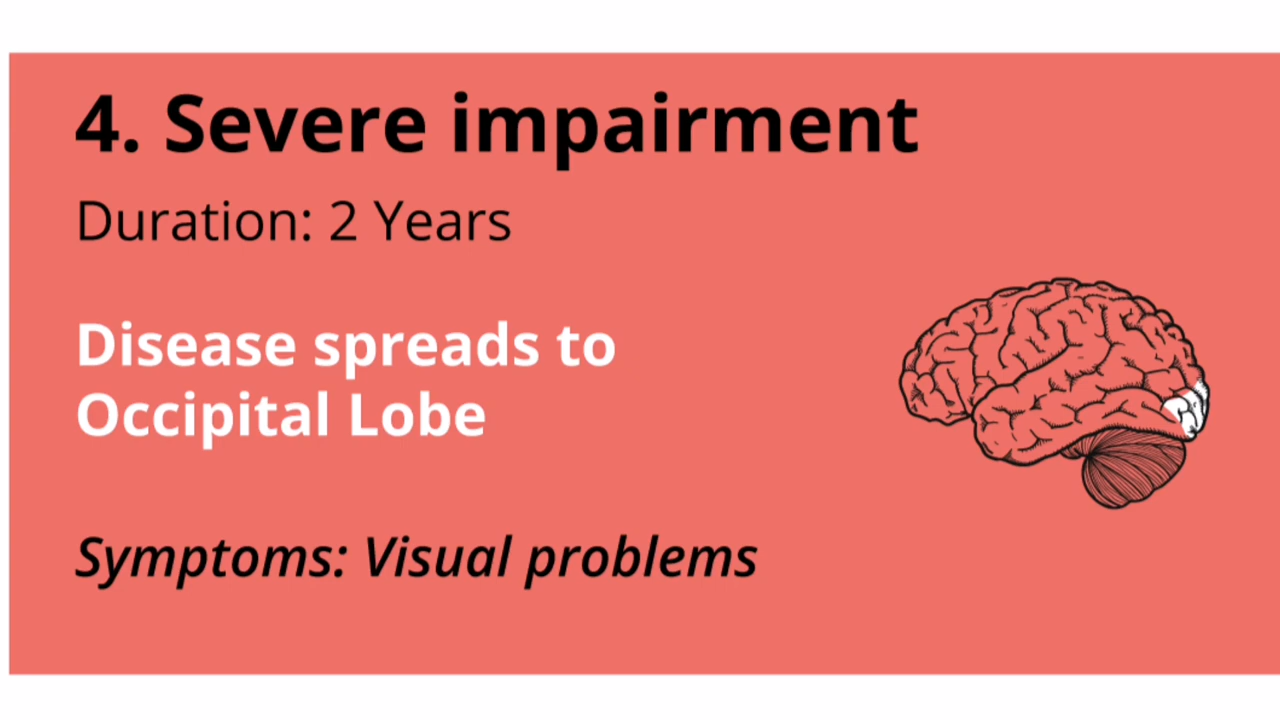 4. Severe impairment
Duration: 2 Years
Disease spreads to
Occipital Lobe
Symptoms: Visual problems